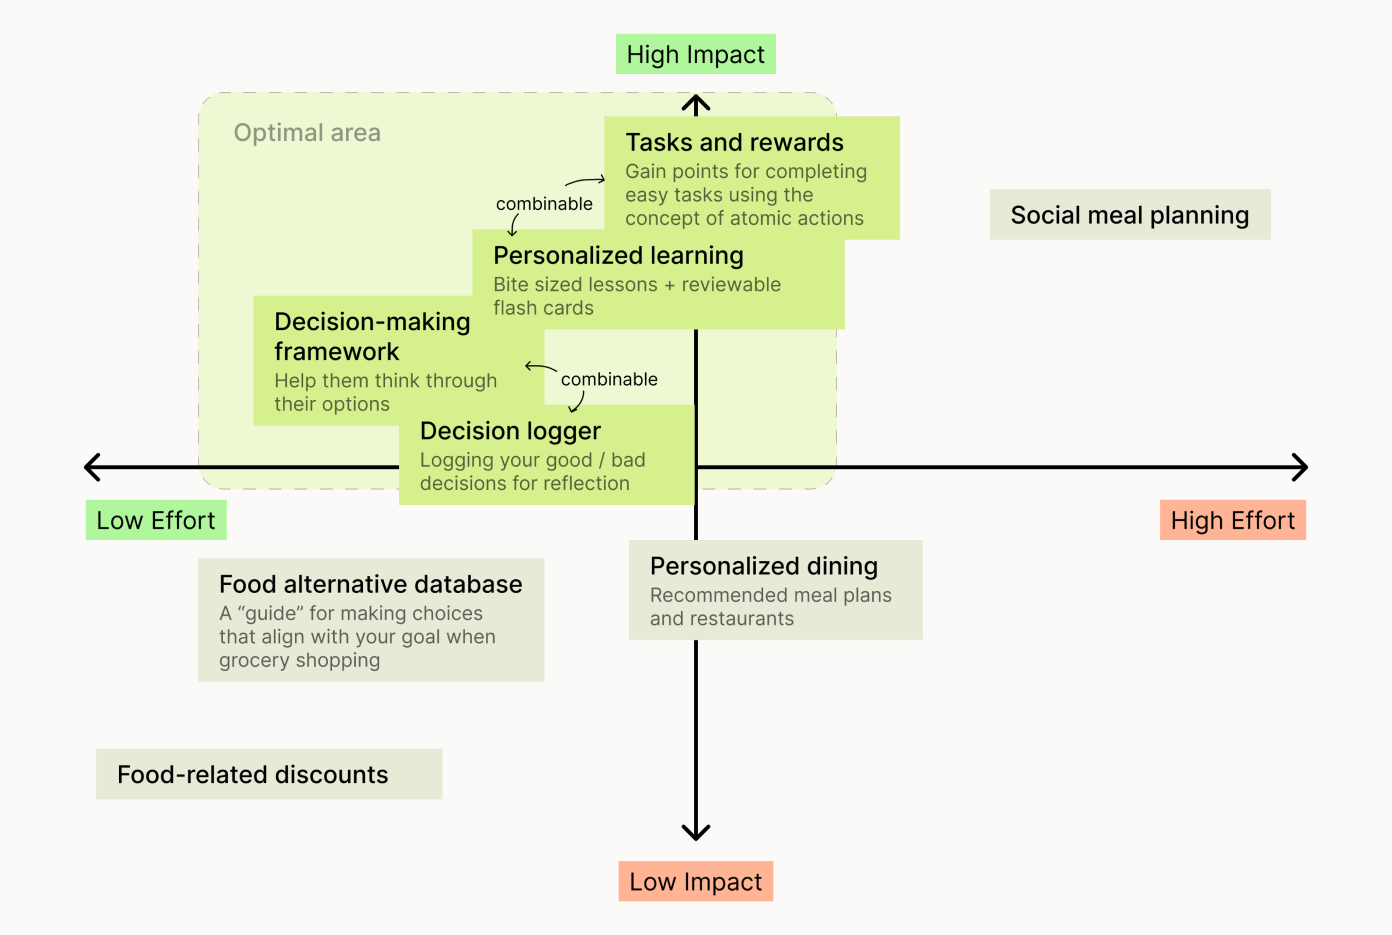 High Impact
Optimal area
Tasks and rewards
Gain points for completing
easy tasks using the
concept of atomic actions
combinable
Social meal planning
Personalized learning
Bite sized lessons + reviewable
flash cards
Decision-making
framework
Help them think through
their options
combinable
Decision logger
Logging your good / bad
decisions for reflection
Low Effort
High Effort
Food alternative database
A “guide” for making choices
that align with your goal when
grocery shopping
Personalized dining
Recommended meal plans
and restaurants
Food-related discounts
Low Impact